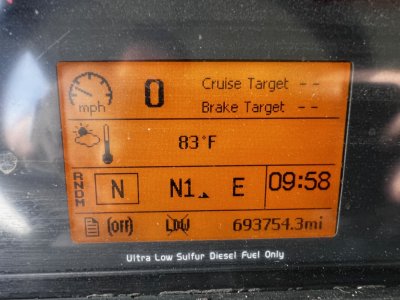 0 Cruise Target - -
mph Brake Target - -
83°F
RNDM N N1 E 09:58
(OFF) LOW 693754.3mi
Ultra Low Sulfur Diesel Fuel Only